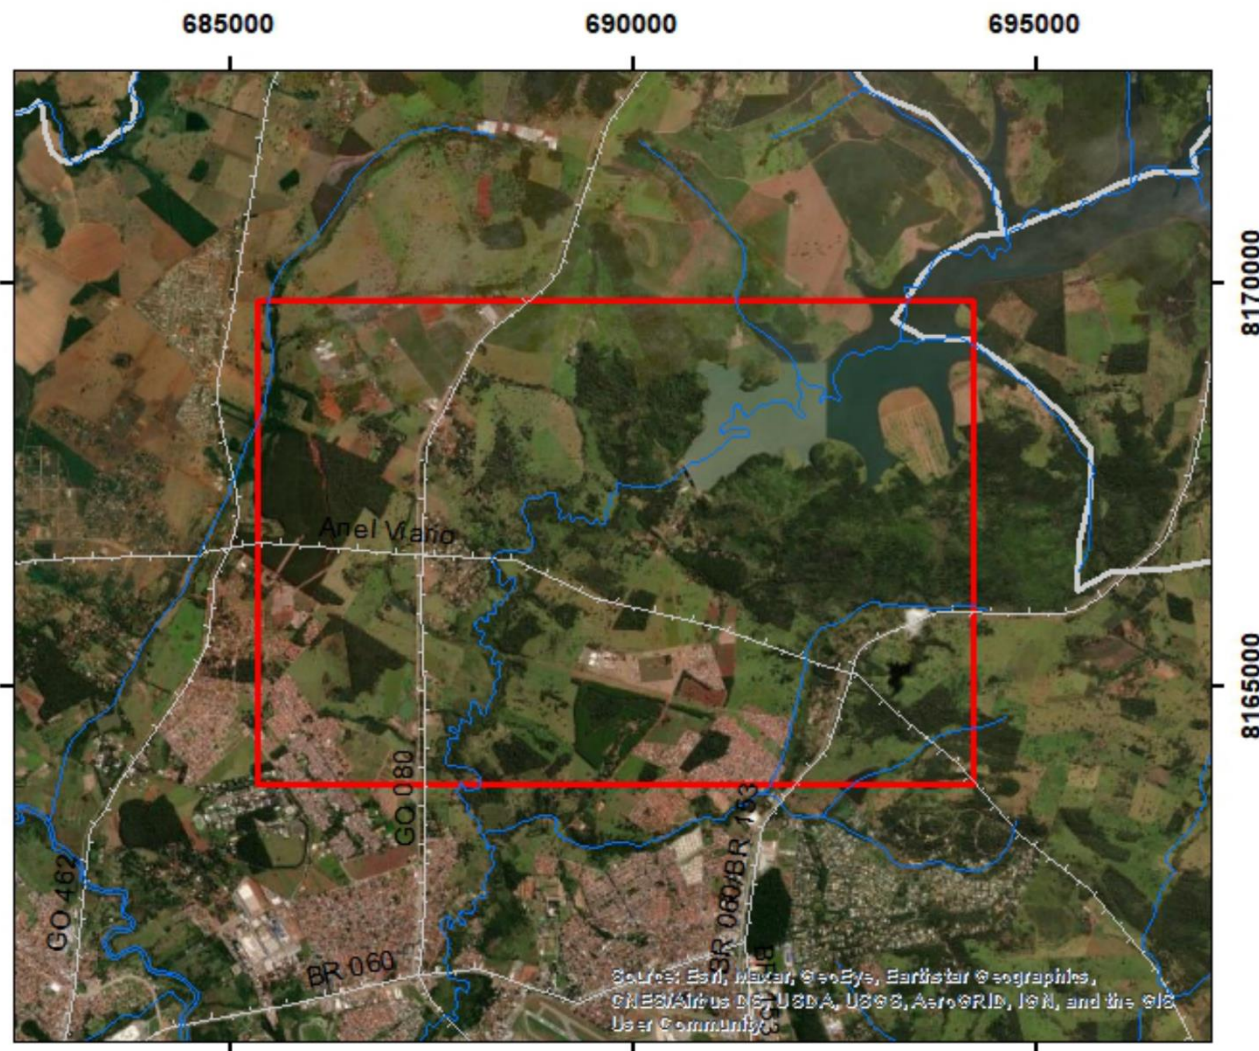 685000 690000 695000
8170000
Anel Viario
8165000
GO 080
BR 060/BR 153
GO 462
BR 060
Source: Esri, Maxar, GeoEye, Earthstar Geographics,
CNES/Airbus DS, USDA, USGS, AeroGRID, IGN, and the GIS
User Community